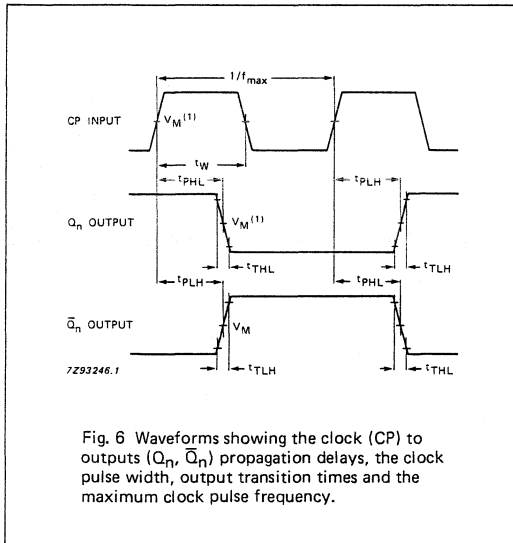 1/fmax
CP INPUT
VM(1)
tW
tPHL
tPLH
Qn OUTPUT
VM(1)
tTHL
tTLH
tPLH
tPHL
Q̅n OUTPUT
VM
7Z93246.1
tTLH
tTHL
Fig. 6 Waveforms showing the clock (CP) to
outputs (Qn, Q̅n) propagation delays, the clock
pulse width, output transition times and the
maximum clock pulse frequency.